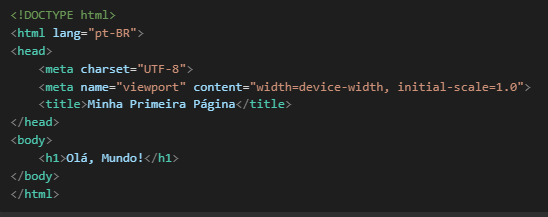 <!DOCTYPE html>
<html lang="pt-BR">
<head>
    <meta charset="UTF-8">
    <meta name="viewport" content="width=device-width, initial-scale=1.0">
    <title>Minha Primeira Página</title>
</head>
<body>
    <h1>Olá, Mundo!</h1>
</body>
</html>